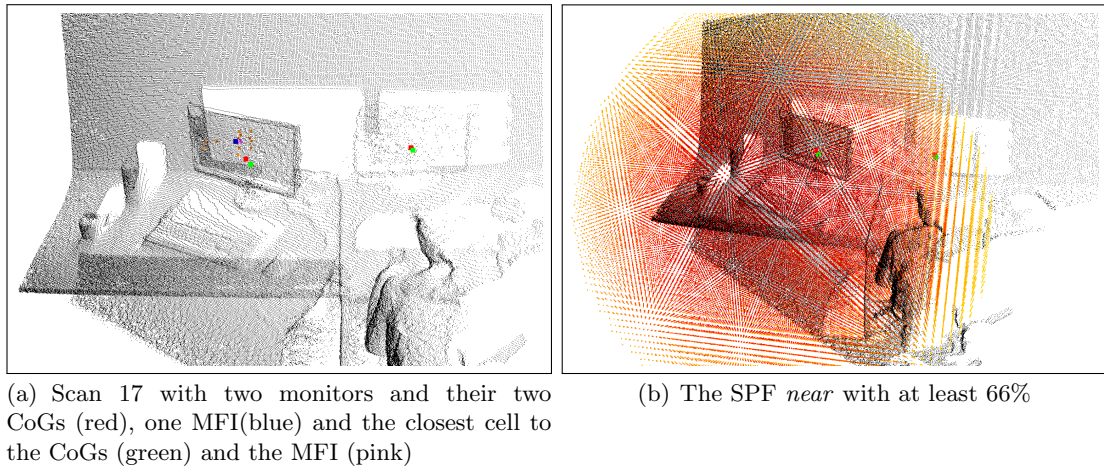 (a) Scan 17 with two monitors and their two
CoGs (red), one MFI(blue) and the closest cell to
the CoGs (green) and the MFI (pink)
(b) The SPF near with at least 66%